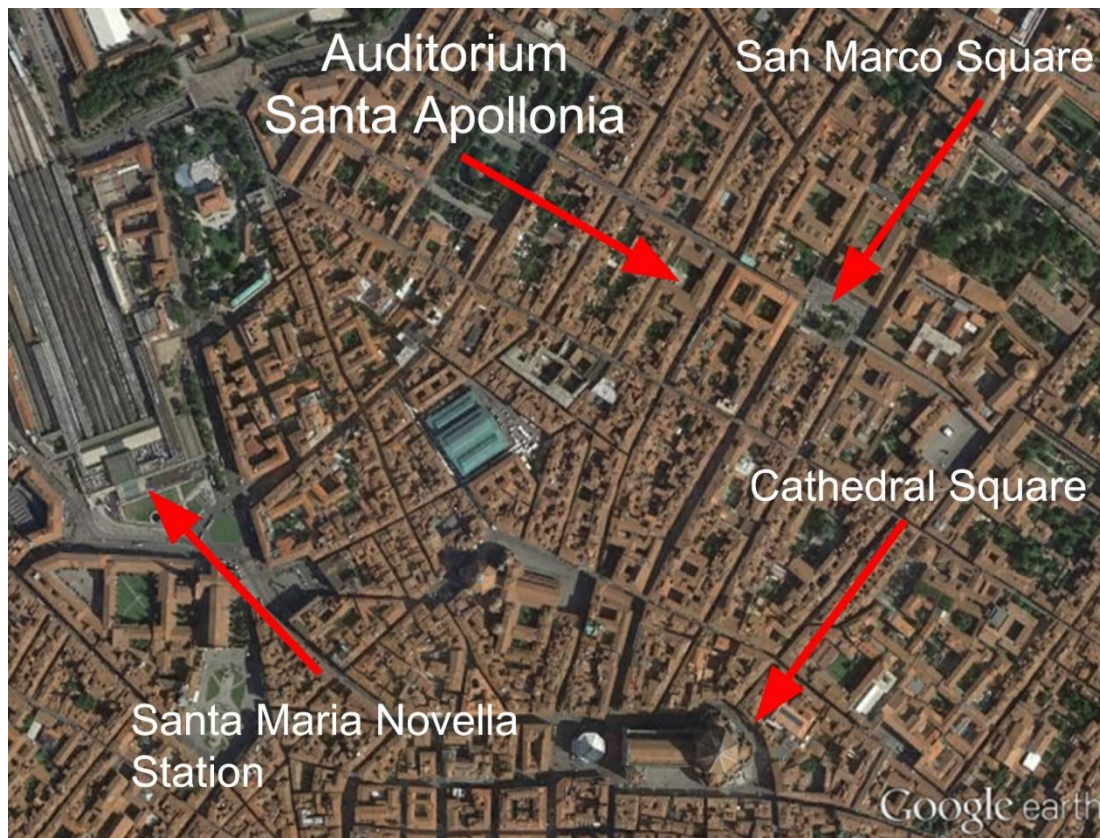 Auditorium
Santa Apollonia
San Marco Square
Cathedral Square
Santa Maria Novella
Station
Google earth